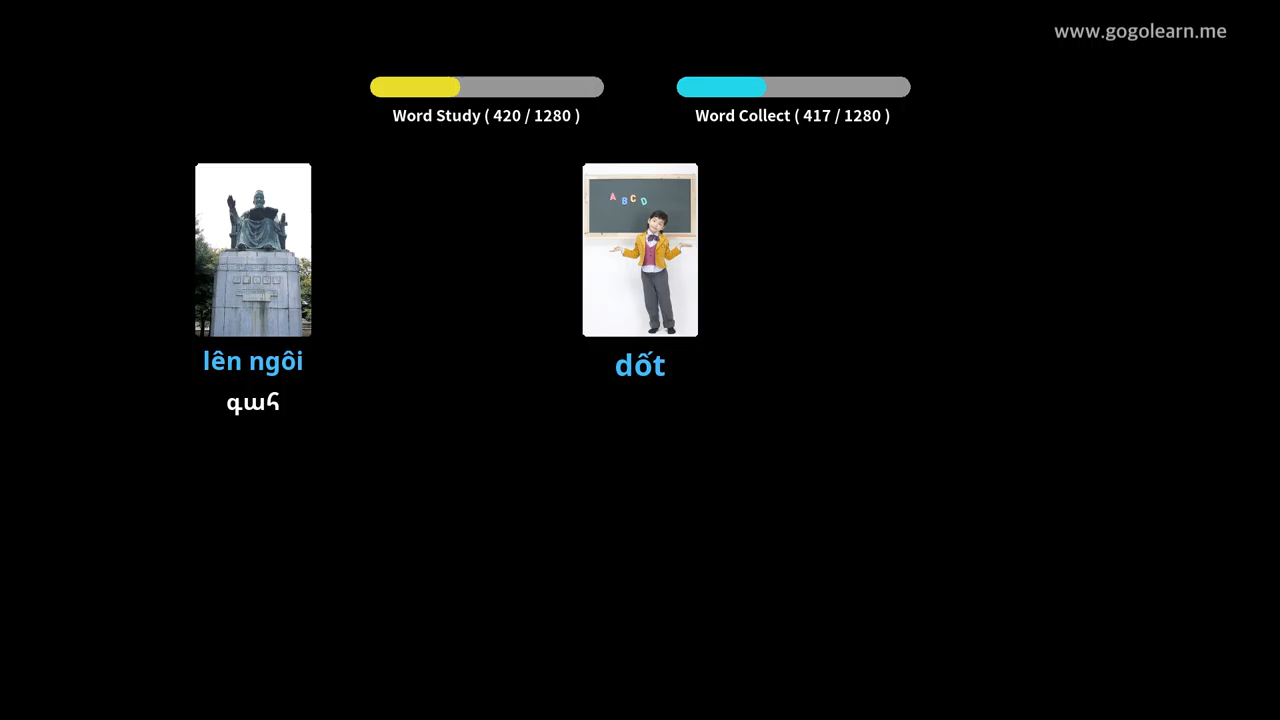 www.gogolearn.me
Word Study ( 420 / 1280 )
Word Collect ( 417 / 1280 )
A B C D
lên ngôi
գահ
dốt